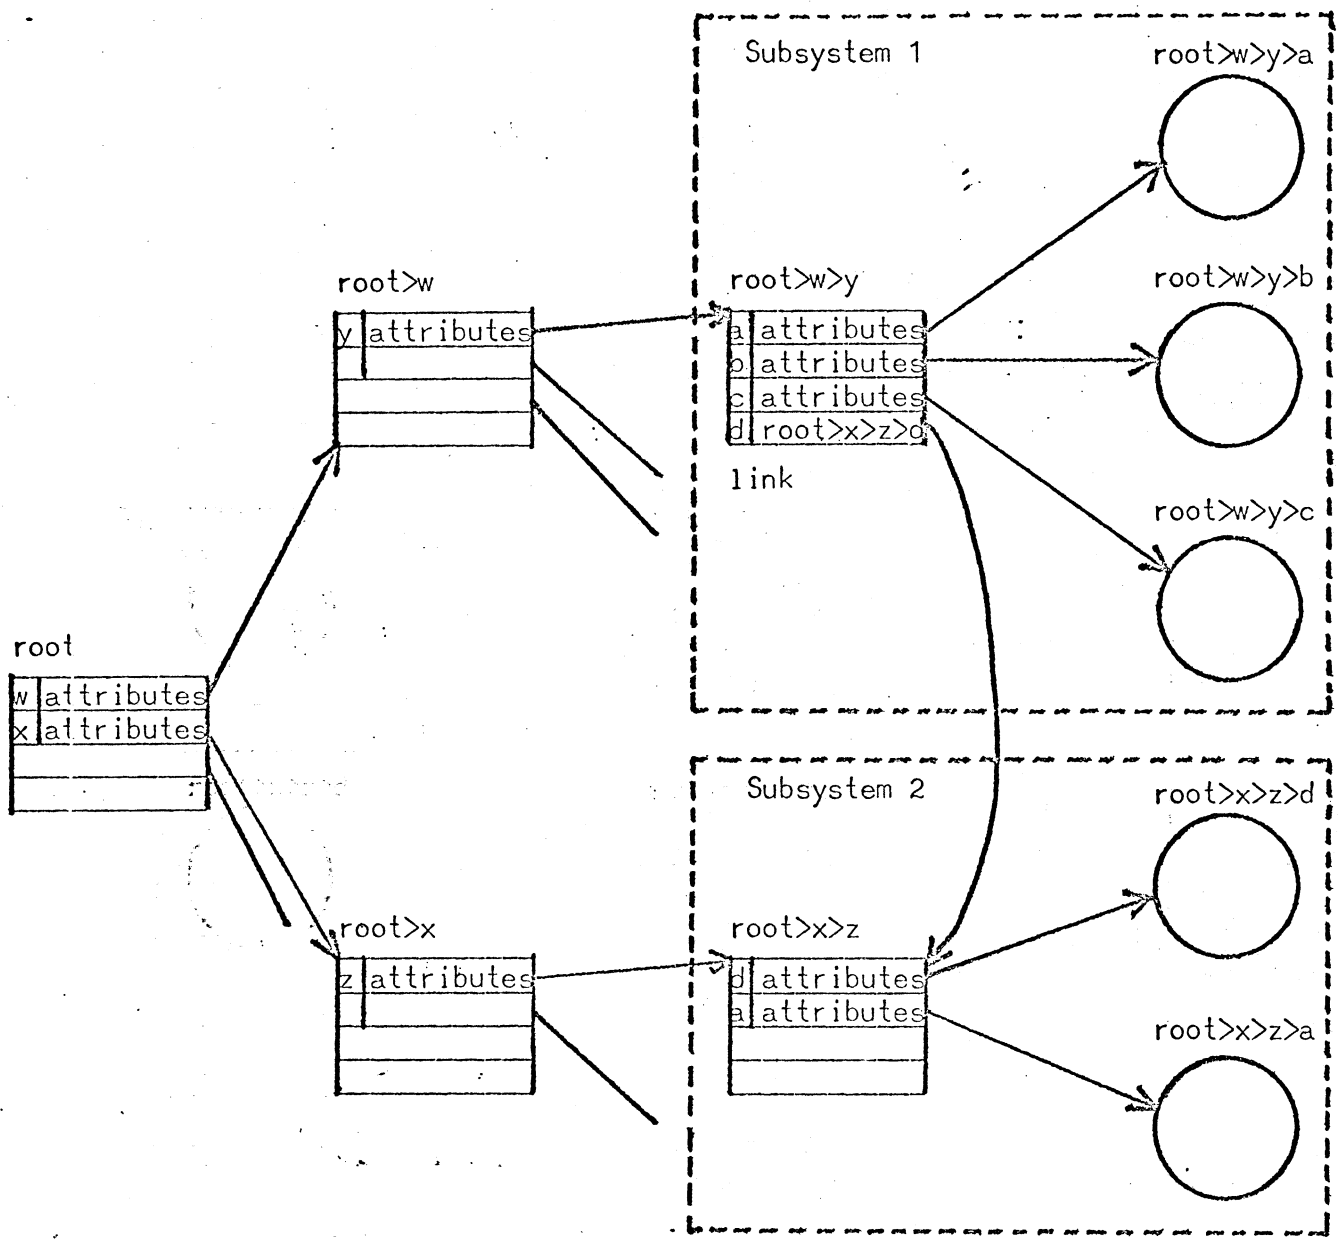 Subsystem 1
root>w>y>a
root>w
root>w>y
root>w>y>b
y attributes
a attributes
b attributes
c attributes
d root>x>z>d
link
root>w>y>c
root
w attributes
x attributes
Subsystem 2
root>x>z>d
root>x
root>x>z
z attributes
d attributes
a attributes
root>x>z>a